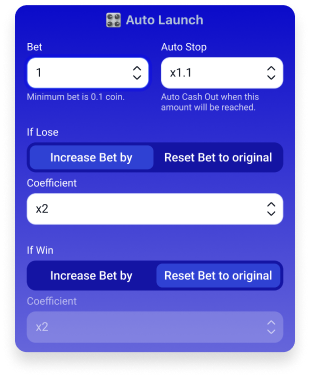 Auto Launch
Bet
Auto Stop
1
x1.1
Minimum bet is 0.1 coin.
Auto Cash Out when this
amount will be reached.
If Lose
Increase Bet by
Reset Bet to original
Coefficient
x2
If Win
Increase Bet by
Reset Bet to original
Coefficient
x2